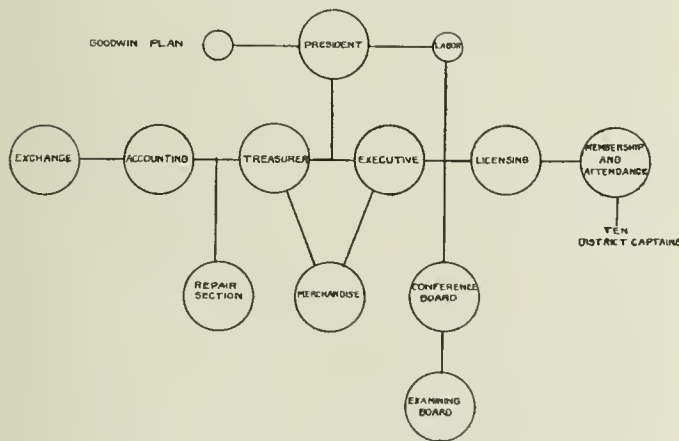 GOODWIN PLAN
PRESIDENT
LABOR
EXCHANGE
ACCOUNTING
TREASURER
EXECUTIVE
LICENSING
MEMBERSHIP
AND
ATTENDANCE
TEN
DISTRICT CAPTAINS
REPAIR
SECTION
MERCHANDISE
CONFERENCE
BOARD
EXAMINING
BOARD